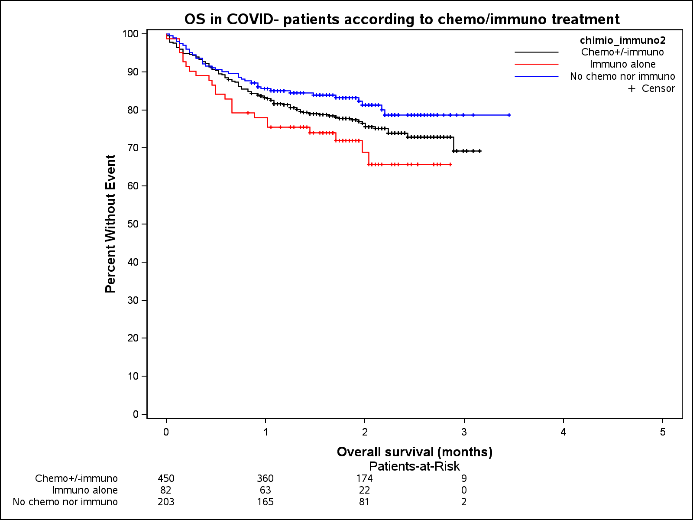 OS in COVID- patients according to chemo/immuno treatment
chimio_immuno2
Chemo+/-immuno
Immuno alone
No chemo nor immuno
+ Censor
Percent Without Event
100
90
80
70
60
50
40
30
20
10
0
0 1 2 3 4 5
Overall survival (months)
Patients-at-Risk
Chemo+/-immuno 450 360 174 9
Immuno alone 82 63 22 0
No chemo nor immuno 203 165 81 2